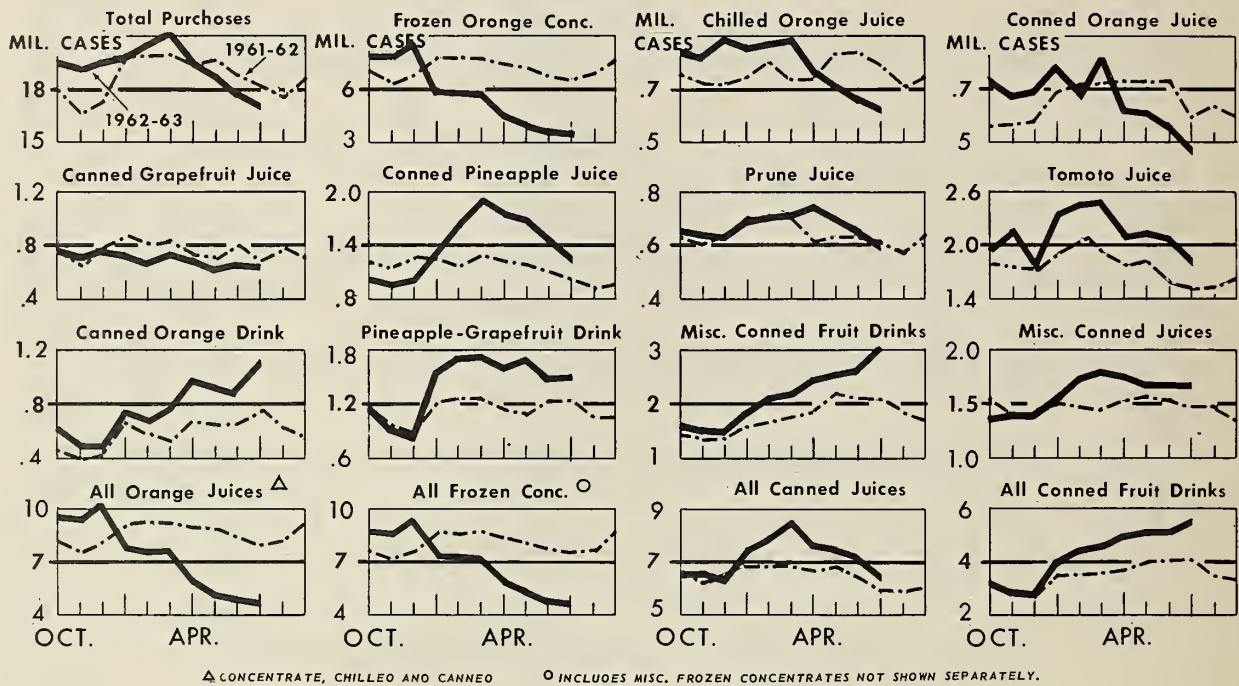 Total Purchoses Frozen Oronge Conc. MIL. Chilled Oronge Juice Conned Orange Juice
MIL. CASES MIL. CASES CASES MIL. CASES
1961-62
18 6 .7 .7
1962-63
15 3 .5 5
Canned Grapefruit Juice Conned Pineapple Juice Prune Juice Tomoto Juice
1.2 2.0 .8 2.6
.8 1.4 .6 2.0
.4 .8 .4 1.4
Canned Orange Drink Pineapple-Grapefruit Drink Misc. Conned Fruit Drinks Misc. Conned Juices
1.2 1.8 3 2.0
.8 1.2 2 1.5
.4 .6 1 1.0
All Orange Juices △ All Frozen Conc. O All Canned Juices All Conned Fruit Drinks
10 10 9 6
7 7 7 4
4 4 5 2
OCT. APR. OCT. APR. OCT. APR. OCT. APR.
△ CONCENTRATE, CHILLEO AND CANNEO O INCLUDES MISC. FROZEN CONCENTRATES NOT SHOWN SEPARATELY.